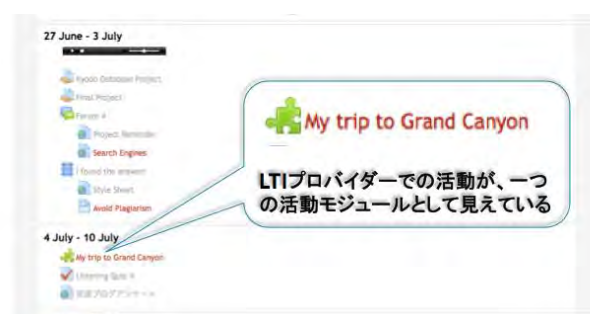 27 June - 3 July
Kyodo Database Project
Final Project
Forum 4
Project Reminder
Search Engines
I found the answer!
Style Sheet
Avoid Plagiarism
My trip to Grand Canyon
LTIプロバイダーでの活動が、一つ
の活動モジュールとして見えている
4 July - 10 July
My trip to Grand Canyon
Listening Quiz 4